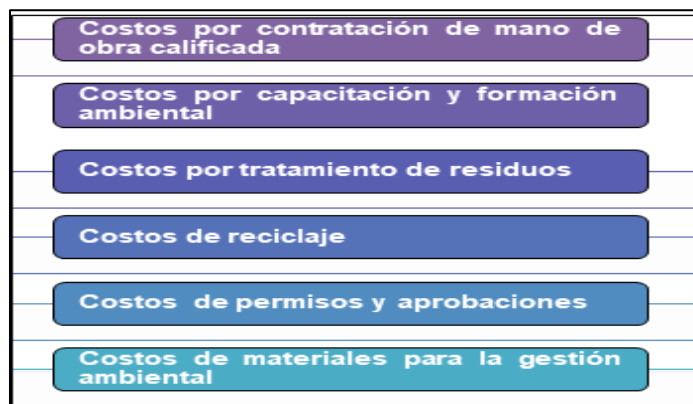 Costos por contratación de mano de
obra calificada
Costos por capacitación y formación
ambiental
Costos por tratamiento de residuos
Costos de reciclaje
Costos de permisos y aprobaciones
Costos de materiales para la gestión
ambiental